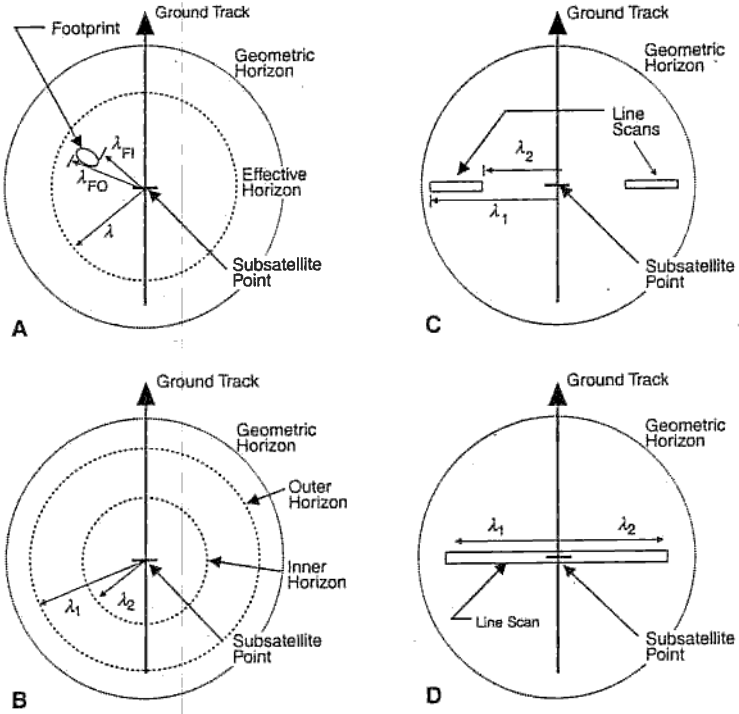 Ground Track
Footprint
Geometric
Horizon
λFI
λFO
Effective
Horizon
λ
Subsatellite
Point
A
Ground Track
Geometric
Horizon
Line
Scans
λ2
λ1
Subsatellite
Point
C
Ground Track
Geometric
Horizon
Outer
Horizon
Inner
Horizon
λ1
λ2
Subsatellite
Point
B
Ground Track
Geometric
Horizon
λ1
λ2
Line Scan
Subsatellite
Point
D